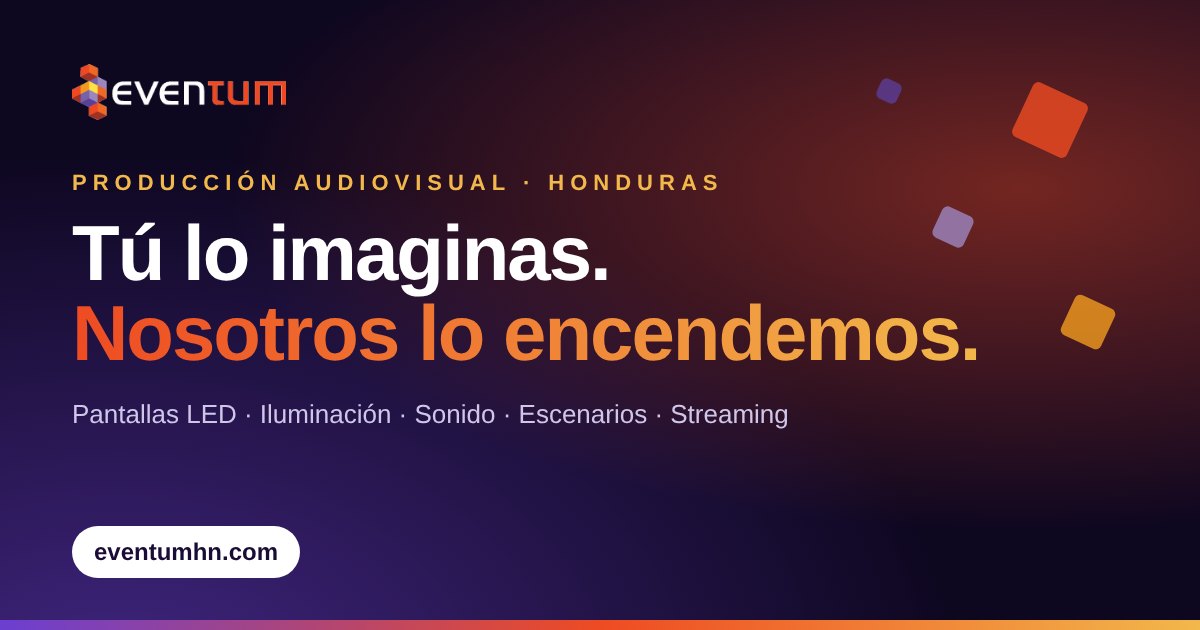 EVENTUM
PRODUCCIÓN AUDIOVISUAL · HONDURAS
Tú lo imaginas.
Nosotros lo encendemos.
Pantallas LED · Iluminación · Sonido · Escenarios · Streaming
eventumhn.com